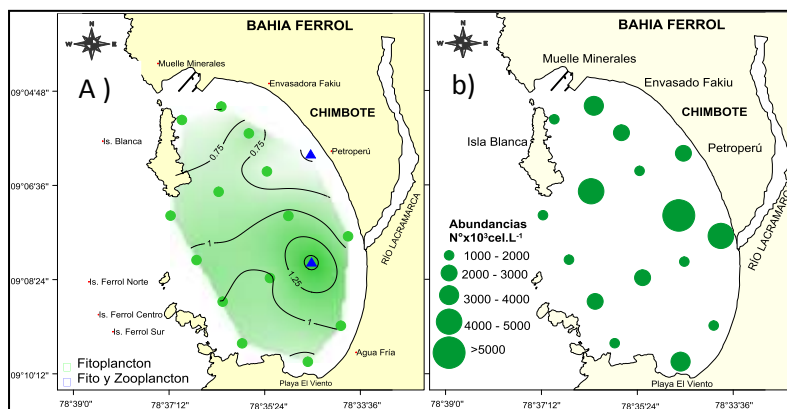 BAHIA FERROL
N
W
E
S
A )
Muelle Minerales
Envasadora Fakiu
CHIMBOTE
Petroperú
Is. Blanca
0.75
0.75
1
1.25
1
RÍO LACRAMARCA
Is. Ferrol Norte
Is. Ferrol Centro
Is. Ferrol Sur
Agua Fría
Fitoplancton
Fito y Zooplancton
Playa El Viento
09°04'48"
09°06'36"
09°08'24"
09°10'12"
78°39'0"
78°37'12"
78°35'24"
78°33'36"
BAHIA FERROL
N
W
E
S
b)
Muelle Minerales
Envasado Fakiu
CHIMBOTE
Petroperú
Isla Blanca
RÍO LACRAMARCA
Abundancias
N°x10³cel.L⁻¹
1000 - 2000
2000 - 3000
3000 - 4000
4000 - 5000
>5000
Playa El Viento
78°39'0"
78°37'12"
78°35'24"
78°33'36"